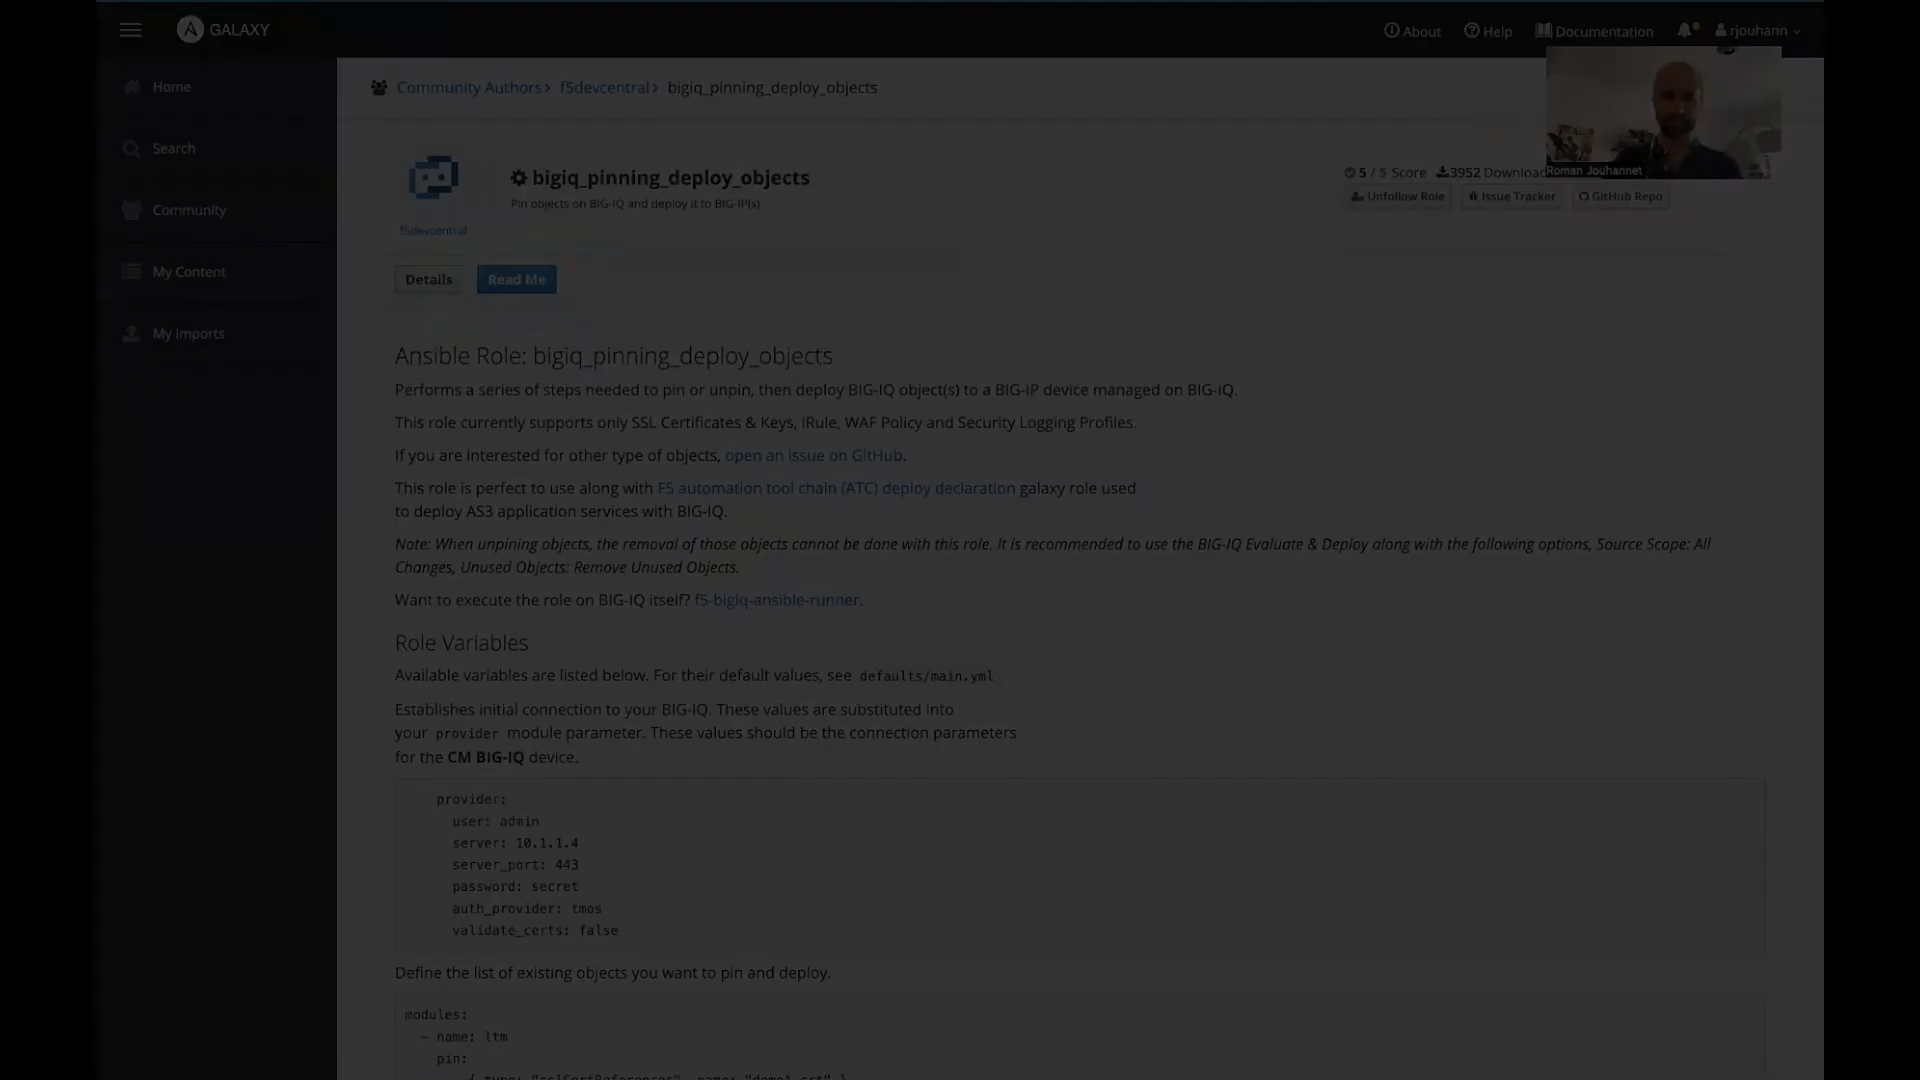 GALAXY
About
Help
Documentation
rjouhann
Home
Search
Community
My Content
My Imports
Community Authors> f5devcentral> bigiq_pinning_deploy_objects
f5devcentral
bigiq_pinning_deploy_objects
Pin objects on BIG-IQ and deploy it to BIG-IP(s)
5 / 5 Score 3952 Download
Roman Jouhannet
Unfollow Role
Issue Tracker
GitHub Repo
Details
Read Me
Ansible Role: bigiq_pinning_deploy_objects
Performs a series of steps needed to pin or unpin, then deploy BIG-IQ object(s) to a BIG-IP device managed on BIG-IQ.
This role currently supports only SSL Certificates & Keys, iRule, WAF Policy and Security Logging Profiles.
If you are interested for other type of objects, open an issue on GitHub.
This role is perfect to use along with F5 automation tool chain (ATC) deploy declaration galaxy role used
to deploy AS3 application services with BIG-IQ.
Note: When unpining objects, the removal of those objects cannot be done with this role. It is recommended to use the BIG-IQ Evaluate & Deploy along with the following options, Source Scope: All
Changes, Unused Objects: Remove Unused Objects.
Want to execute the role on BIG-IQ itself? f5-bigiq-ansible-runner.
Role Variables
Available variables are listed below. For their default values, see defaults/main.yml
Establishes initial connection to your BIG-IQ. These values are substituted into
your provider module parameter. These values should be the connection parameters
for the CM BIG-IQ device.
provider:
user: admin
server: 10.1.1.4
server_port: 443
password: secret
auth_provider: tmos
validate_certs: false
Define the list of existing objects you want to pin and deploy.
modules:
- name: ltm
pin:
{ type: "sslCertReferences", name: "demo1.crt" }